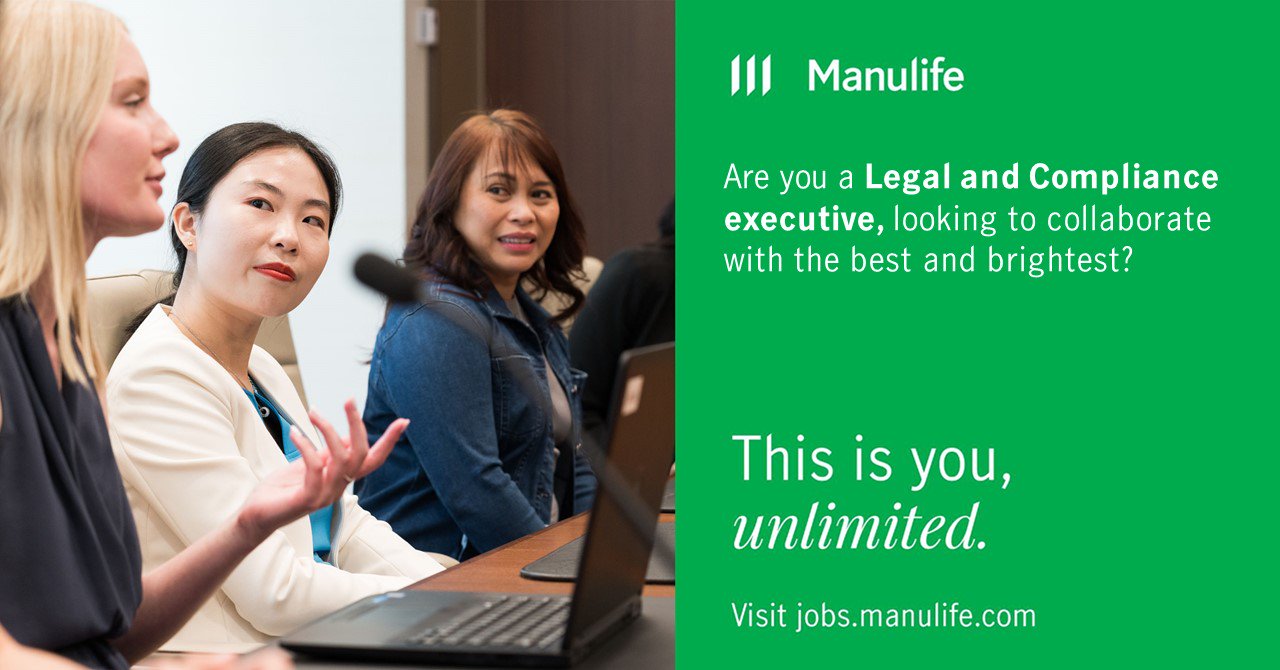 Manulife
Are you a Legal and Compliance
executive, looking to collaborate
with the best and brightest?
This is you,
unlimited.
Visit jobs.manulife.com